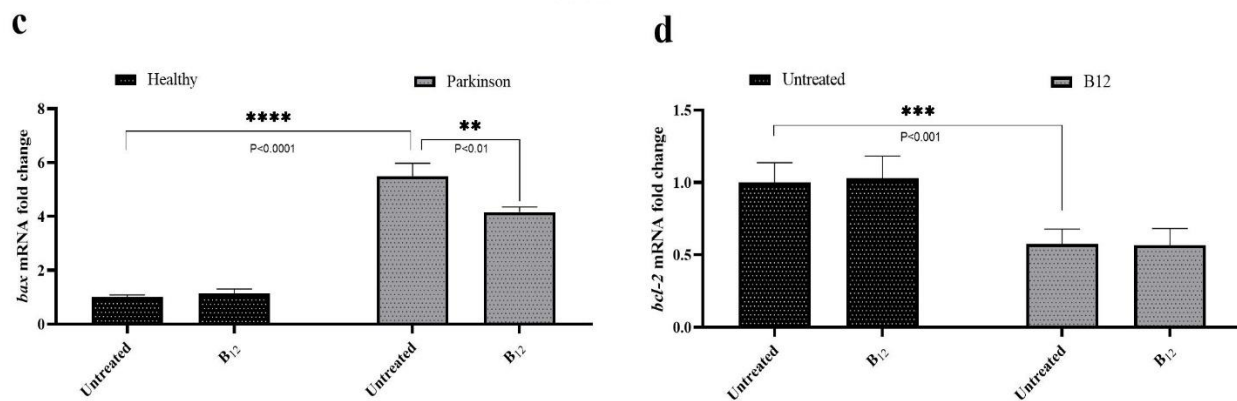 c
Healthy
Parkinson
bax mRNA fold change
8
6
4
2
0
****
P<0.0001
**
P<0.01
Untreated
B₁₂
Untreated
B₁₂
d
Untreated
B12
bcl-2 mRNA fold change
1.5
1.0
0.5
0.0
***
P<0.001
Untreated
B₁₂
Untreated
B₁₂